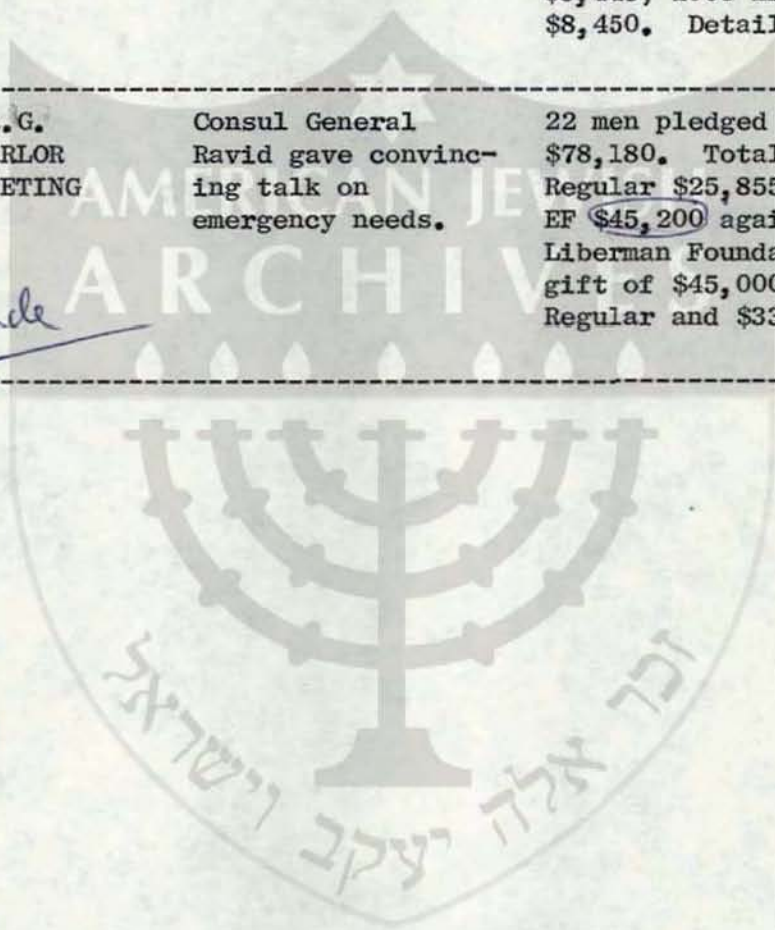 $8,450. Detail
.G. Consul General 22 men pledged
RLOR Ravid gave convinc- $78,180. Total
ETING ing talk on Regular $25,855
emergency needs. EF $45,200 agai
Liberman Founda
gift of $45,000
Regular and $33
AMERICAN JEWISH
ARCHIVES
זכר אלה יעקב וישראל